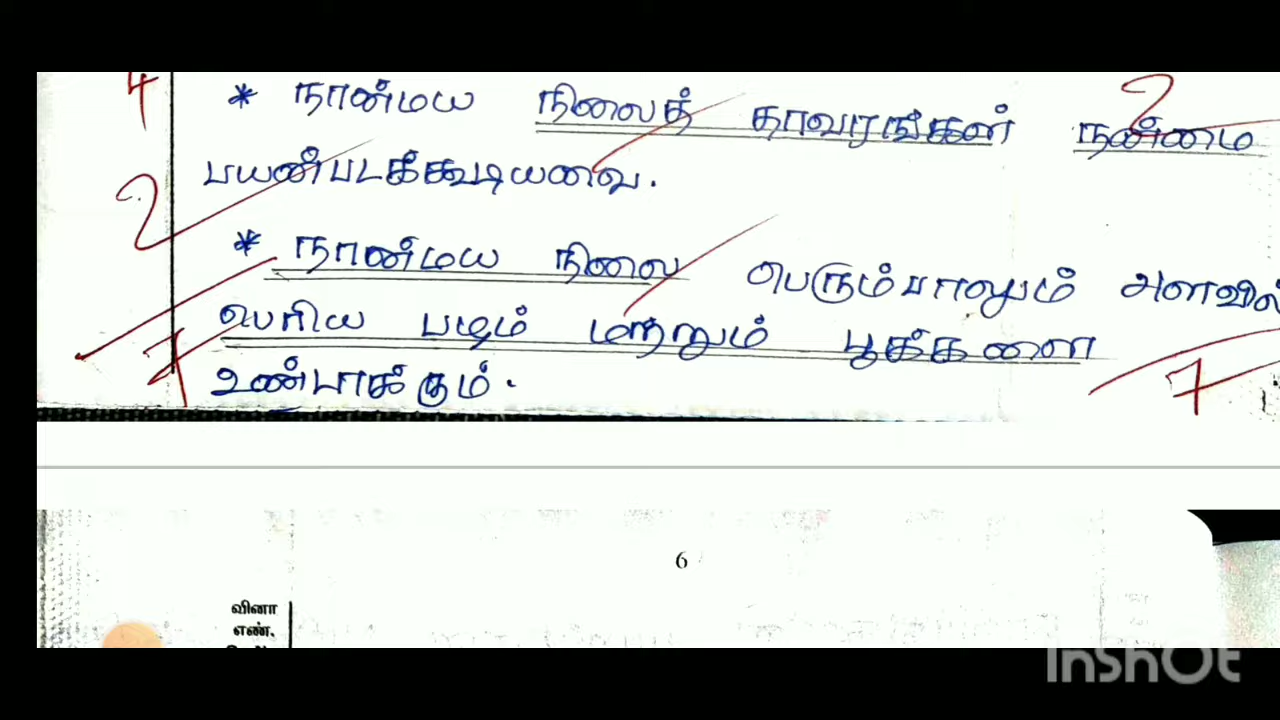 4
* நான்மய நிலைத் தாவரங்கள் நன்மை 2
பயன்படக்கூடியவை.
2
* நான்மய நிலை பெரும்பாலும் அளவில்
பெரிய பழம் மற்றும் பூக்களை
உண்டாக்கும். 7
6
வினா
எண்.
InShOt